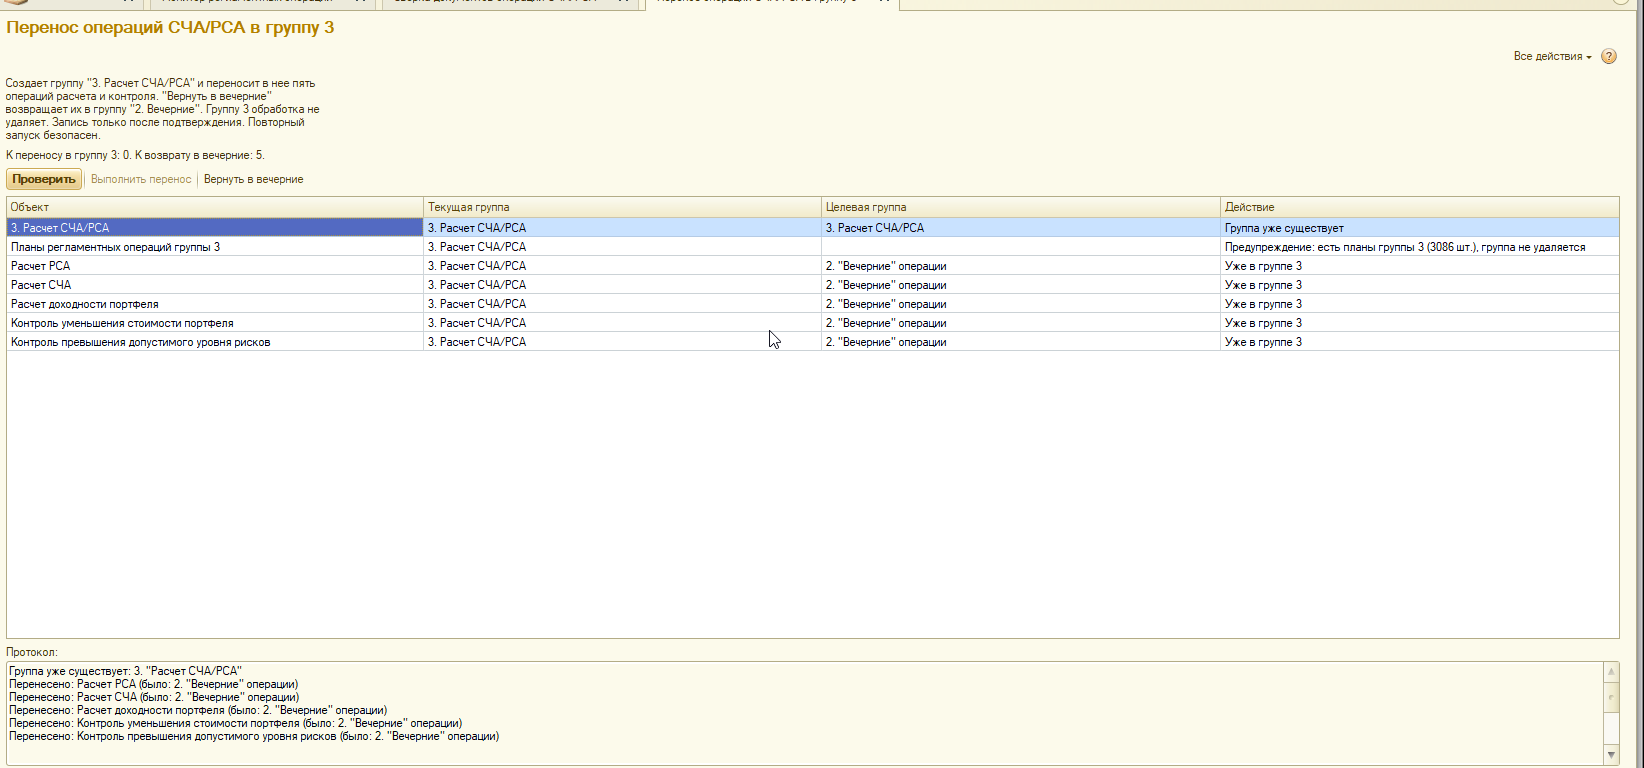 Перенос операций СЧА/РСА в группу 3
Все действия
?
Создает группу "3. Расчет СЧА/РСА" и переносит в нее пять
операций расчета и контроля. "Вернуть в вечерние"
возвращает их в группу "2. Вечерние". Группу 3 обработка не
удаляет. Запись только после подтверждения. Повторный
запуск безопасен.
К переносу в группу 3: 0. К возврату в вечерние: 5.
Проверить Выполнить перенос Вернуть в вечерние
Объект Текущая группа Целевая группа Действие
3. Расчет СЧА/РСА 3. Расчет СЧА/РСА 3. Расчет СЧА/РСА Группа уже существует
Планы регламентных операций группы 3 3. Расчет СЧА/РСА Предупреждение: есть планы группы 3 (3086 шт.), группа не удаляется
Расчет РСА 3. Расчет СЧА/РСА 2. "Вечерние" операции Уже в группе 3
Расчет СЧА 3. Расчет СЧА/РСА 2. "Вечерние" операции Уже в группе 3
Расчет доходности портфеля 3. Расчет СЧА/РСА 2. "Вечерние" операции Уже в группе 3
Контроль уменьшения стоимости портфеля 3. Расчет СЧА/РСА 2. "Вечерние" операции Уже в группе 3
Контроль превышения допустимого уровня рисков 3. Расчет СЧА/РСА 2. "Вечерние" операции Уже в группе 3
Протокол:
Группа уже существует: 3. "Расчет СЧА/РСА"
Перенесено: Расчет РСА (было: 2. "Вечерние" операции)
Перенесено: Расчет СЧА (было: 2. "Вечерние" операции)
Перенесено: Расчет доходности портфеля (было: 2. "Вечерние" операции)
Перенесено: Контроль уменьшения стоимости портфеля (было: 2. "Вечерние" операции)
Перенесено: Контроль превышения допустимого уровня рисков (было: 2. "Вечерние" операции)